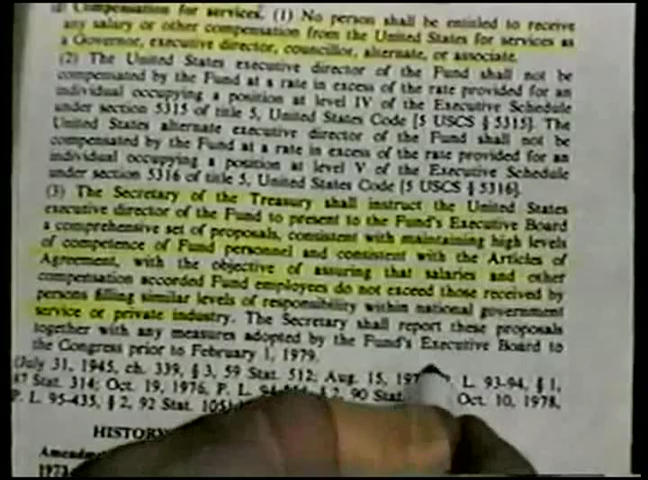 d) Compensation for services. (1) No person shall be entitled to receive
any salary or other compensation from the United States for services as
a Governor, executive director, councillor, alternate, or associate.
(2) The United States executive director of the Fund shall not be
compensated by the Fund at a rate in excess of the rate provided for an
individual occupying a position at level IV of the Executive Schedule
under section 5315 of title 5, United States Code [5 USCS § 5315]. The
United States alternate executive director of the Fund shall not be
compensated by the Fund at a rate in excess of the rate provided for an
individual occupying a position at level V of the Executive Schedule
under section 5316 of title 5, United States Code [5 USCS § 5316].
(3) The Secretary of the Treasury shall instruct the United States
executive director of the Fund to present to the Fund's Executive Board
a comprehensive set of proposals, consistent with maintaining high levels
of competence of Fund personnel and consistent with the Articles of
Agreement, with the objective of assuring that salaries and other
compensation accorded Fund employees do not exceed those received by
persons filling similar levels of responsibility within national government
service or private industry. The Secretary shall report these proposals
together with any measures adopted by the Fund's Executive Board to
the Congress prior to February 1, 1979.
(July 31, 1945, ch. 339, § 3, 59 Stat. 512; Aug. 15, L. 93-94, § 1,
87 Stat. 314; Oct. 19, 1976, P. L. § 2, 90 Stat. Oct. 10, 1978,
P. L. 95-435, § 2, 92 Stat.
HISTORY